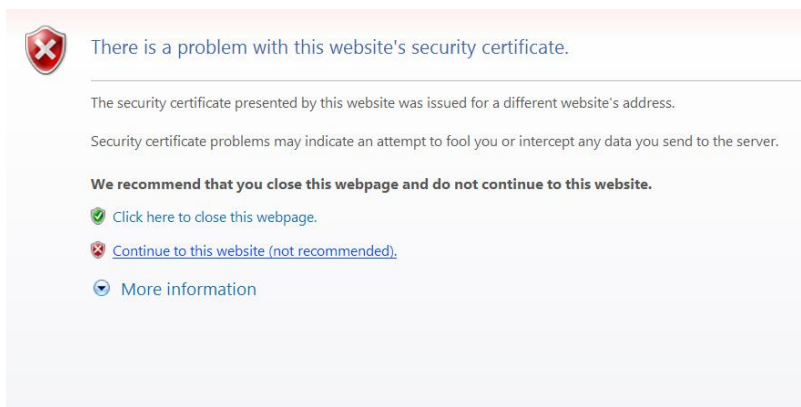 There is a problem with this website's security certificate.
The security certificate presented by this website was issued for a different website's address.
Security certificate problems may indicate an attempt to fool you or intercept any data you send to the server.
We recommend that you close this webpage and do not continue to this website.
Click here to close this webpage.
Continue to this website (not recommended).
More information